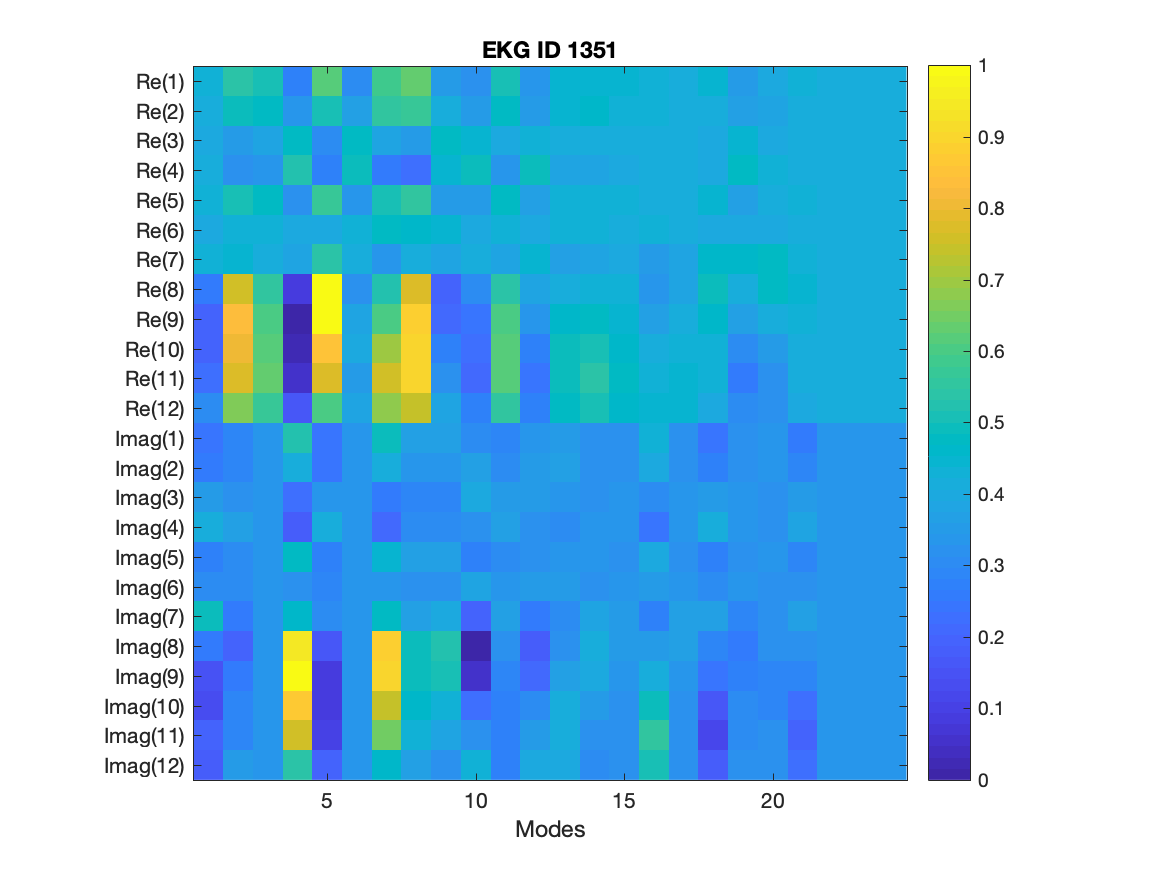 EKG ID 1351
Re(1)
Re(2)
Re(3)
Re(4)
Re(5)
Re(6)
Re(7)
Re(8)
Re(9)
Re(10)
Re(11)
Re(12)
Imag(1)
Imag(2)
Imag(3)
Imag(4)
Imag(5)
Imag(6)
Imag(7)
Imag(8)
Imag(9)
Imag(10)
Imag(11)
Imag(12)
5 10 15 20
Modes
1
0.9
0.8
0.7
0.6
0.5
0.4
0.3
0.2
0.1
0